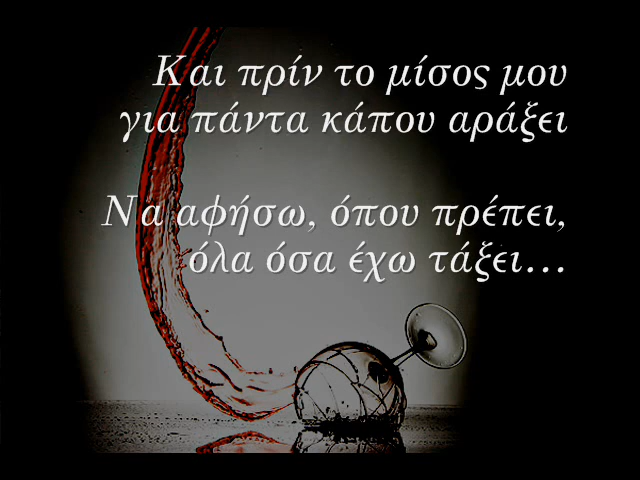 Και πρίν το μίσος μου
για πάντα κάπου αράξει
Να αφήσω, όπου πρέπει,
όλα όσα έχω τάξει...